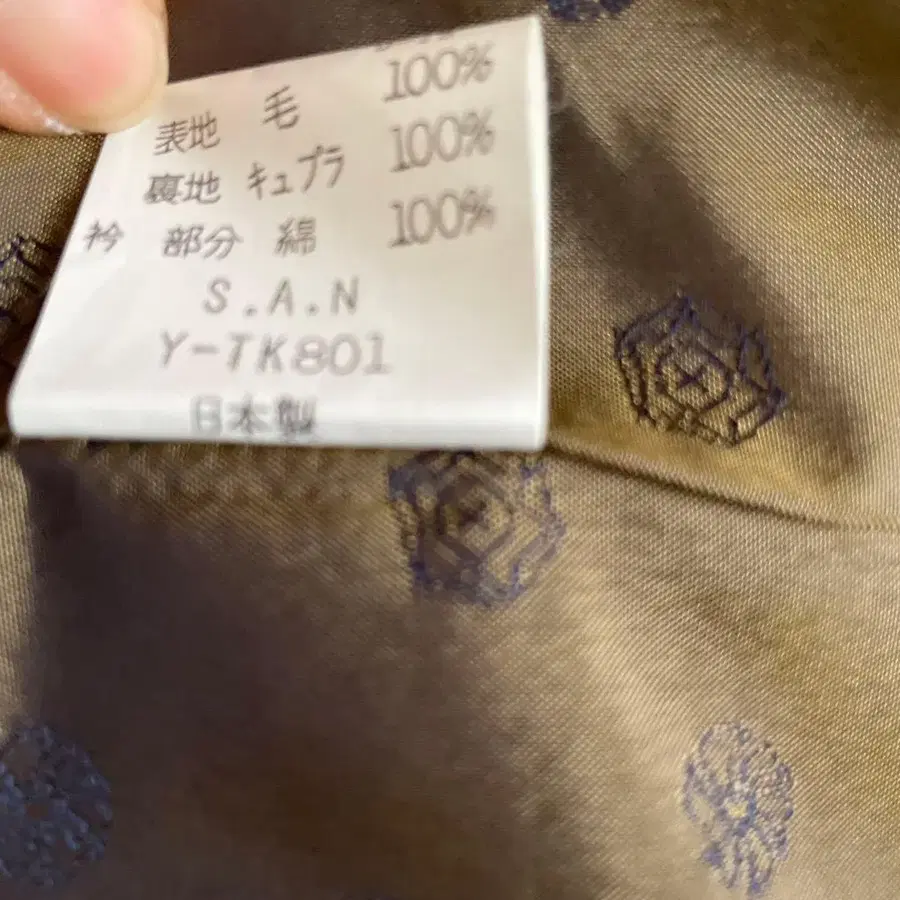 表地 毛 100%
裏地 キュプラ 100%
衿 部分 綿 100%
S.A.N
Y-TK801
日本製